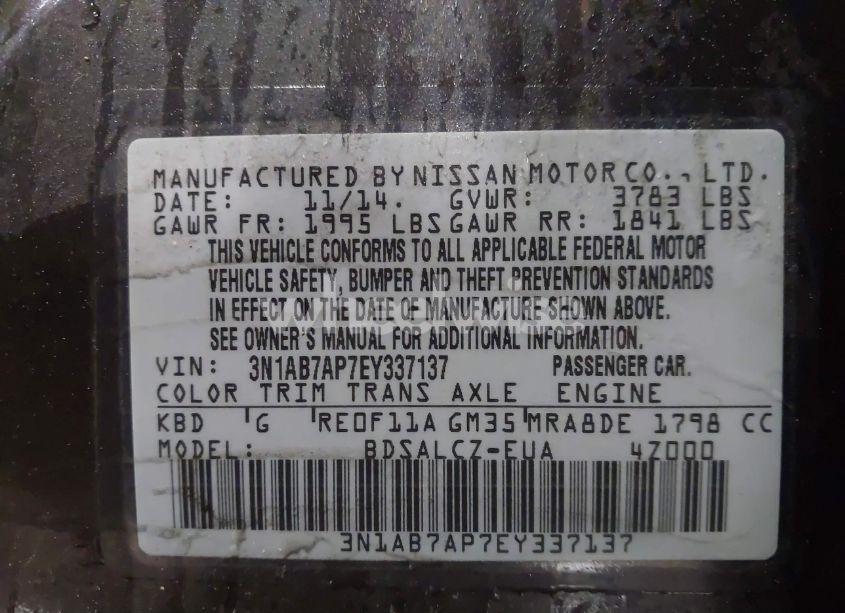 MANUFACTURED BY NISSAN MOTOR CO., LTD.
DATE: 11/14. GVWR: 3783 LBS
GAWR FR: 1995 LBS GAWR RR: 1841 LBS
THIS VEHICLE CONFORMS TO ALL APPLICABLE FEDERAL MOTOR
VEHICLE SAFETY, BUMPER AND THEFT PREVENTION STANDARDS
IN EFFECT ON THE DATE OF MANUFACTURE SHOWN ABOVE.
SEE OWNER'S MANUAL FOR ADDITIONAL INFORMATION.
VIN: 3N1AB7AP7EY337137 PASSENGER CAR.
COLOR TRIM TRANS AXLE ENGINE
KBD G RE0F11A GM35 MRA8DE 1798 CC
MODEL: BDSALCZ-EUA 4Z000
3N1AB7AP7EY337137